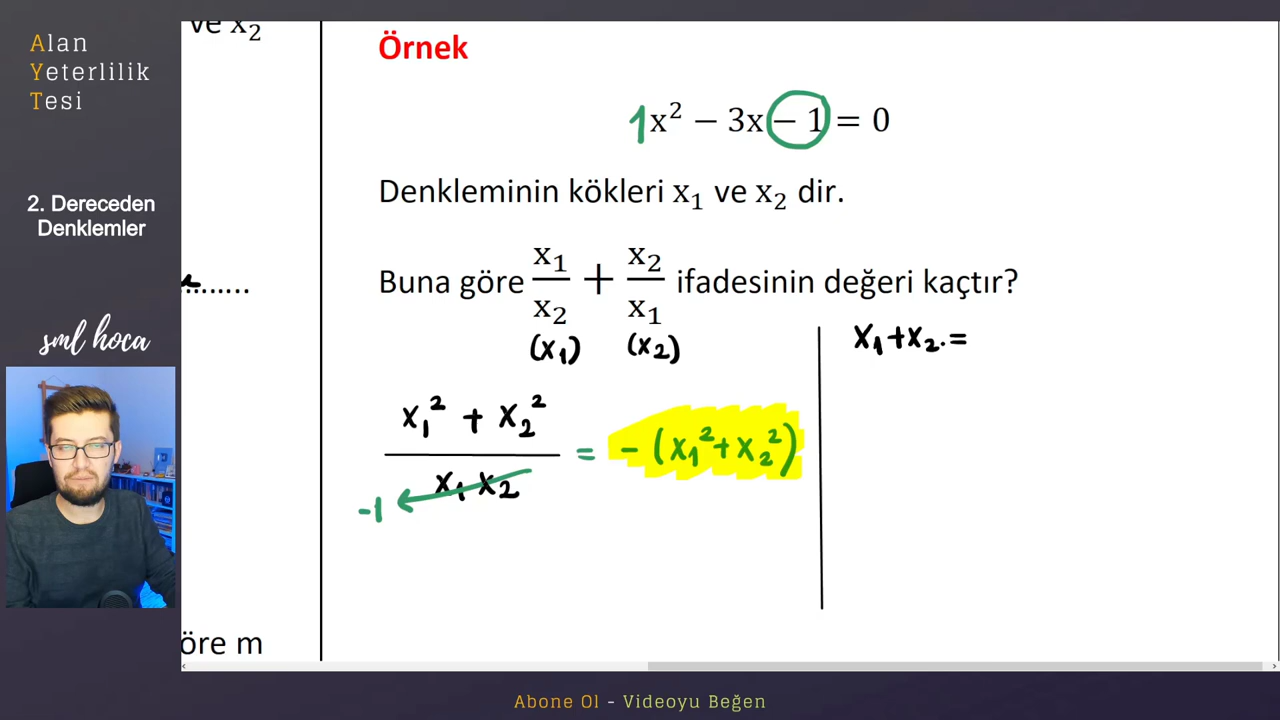 Alan
Yeterlilik
Tesi
2. Dereceden
Denklemler
sml hoca
ve x₂
........
öre m
Örnek
1x² − 3x − 1 = 0
Denkleminin kökleri x₁ ve x₂ dir.
Buna göre x₁/x₂ + x₂/x₁ ifadesinin değeri kaçtır?
(x₁) (x₂)
x₁² + x₂²
x₁ x₂
= -(x₁² + x₂²)
-1
x₁+x₂.=
Abone Ol - Videoyu Beğen